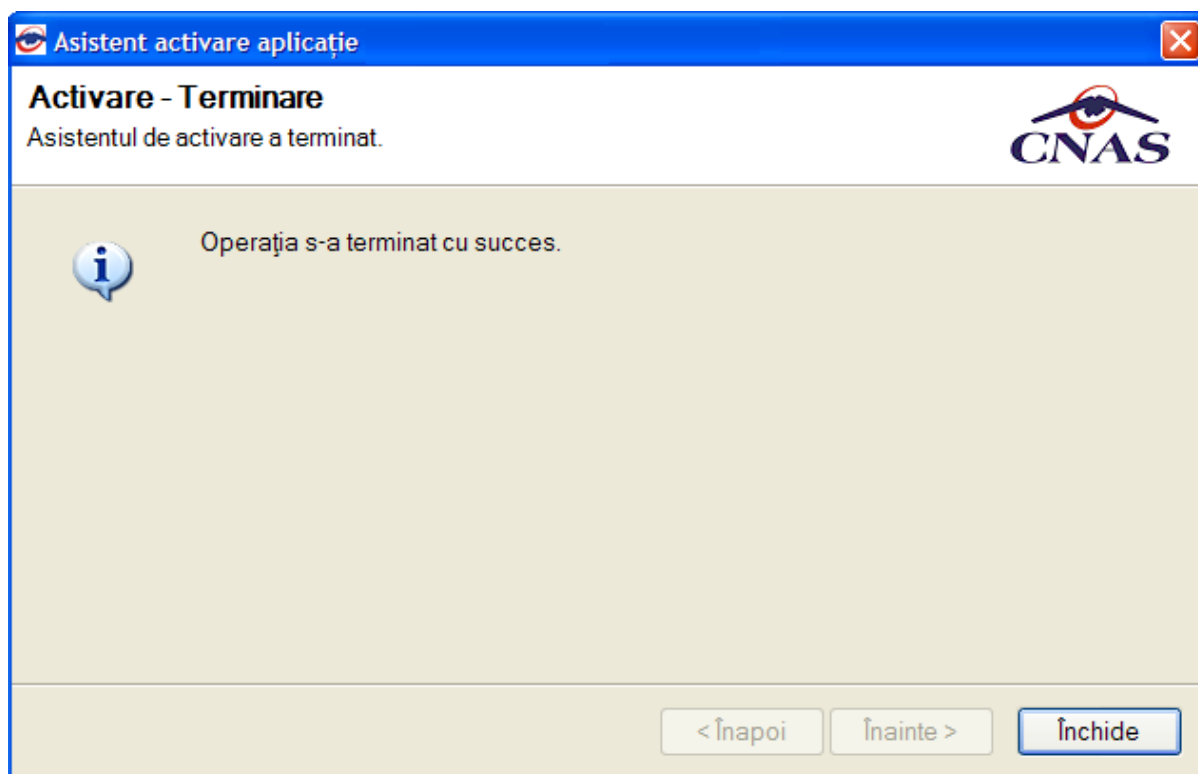 Asistent activare aplicație
Activare - Terminare
Asistentul de activare a terminat.
CNAS
Operaţia s-a terminat cu succes.
< Înapoi
Înainte >
Închide